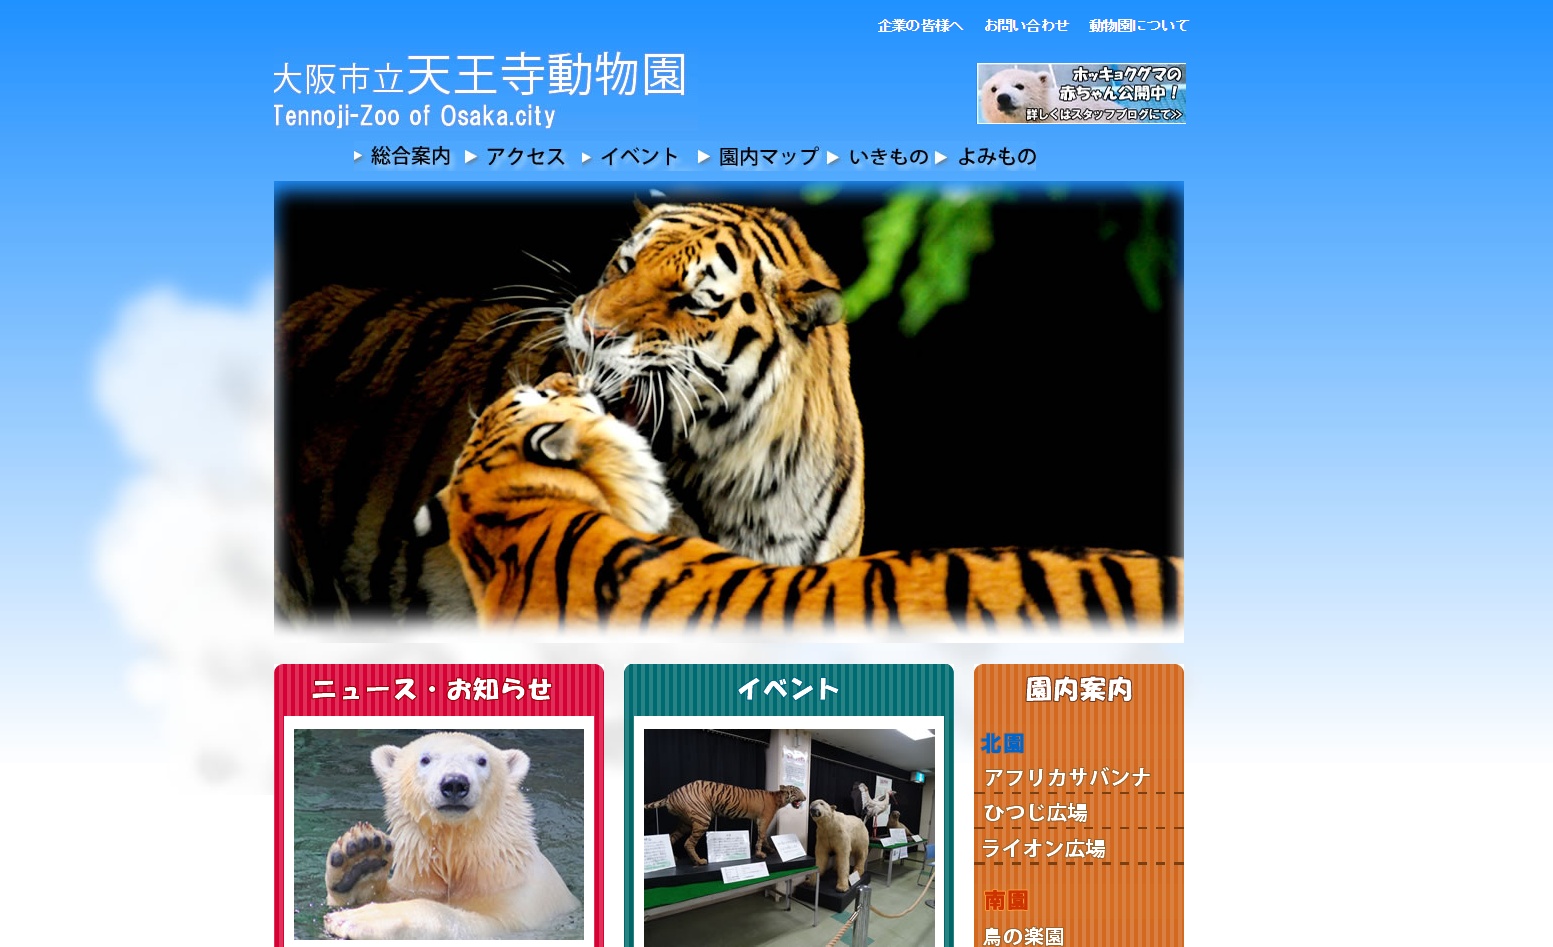 企業の皆様へ お問い合わせ 動物園について
大阪市立天王寺動物園
Tennoji-Zoo of Osaka.city
ホッキョクグマの
赤ちゃん公開中！
詳しくはスタッフブログにて>>
総合案内 アクセス イベント 園内マップ いきもの よみもの
ニュース・お知らせ
イベント
園内案内
北園
アフリカサバンナ
ひつじ広場
ライオン広場
南園
鳥の楽園